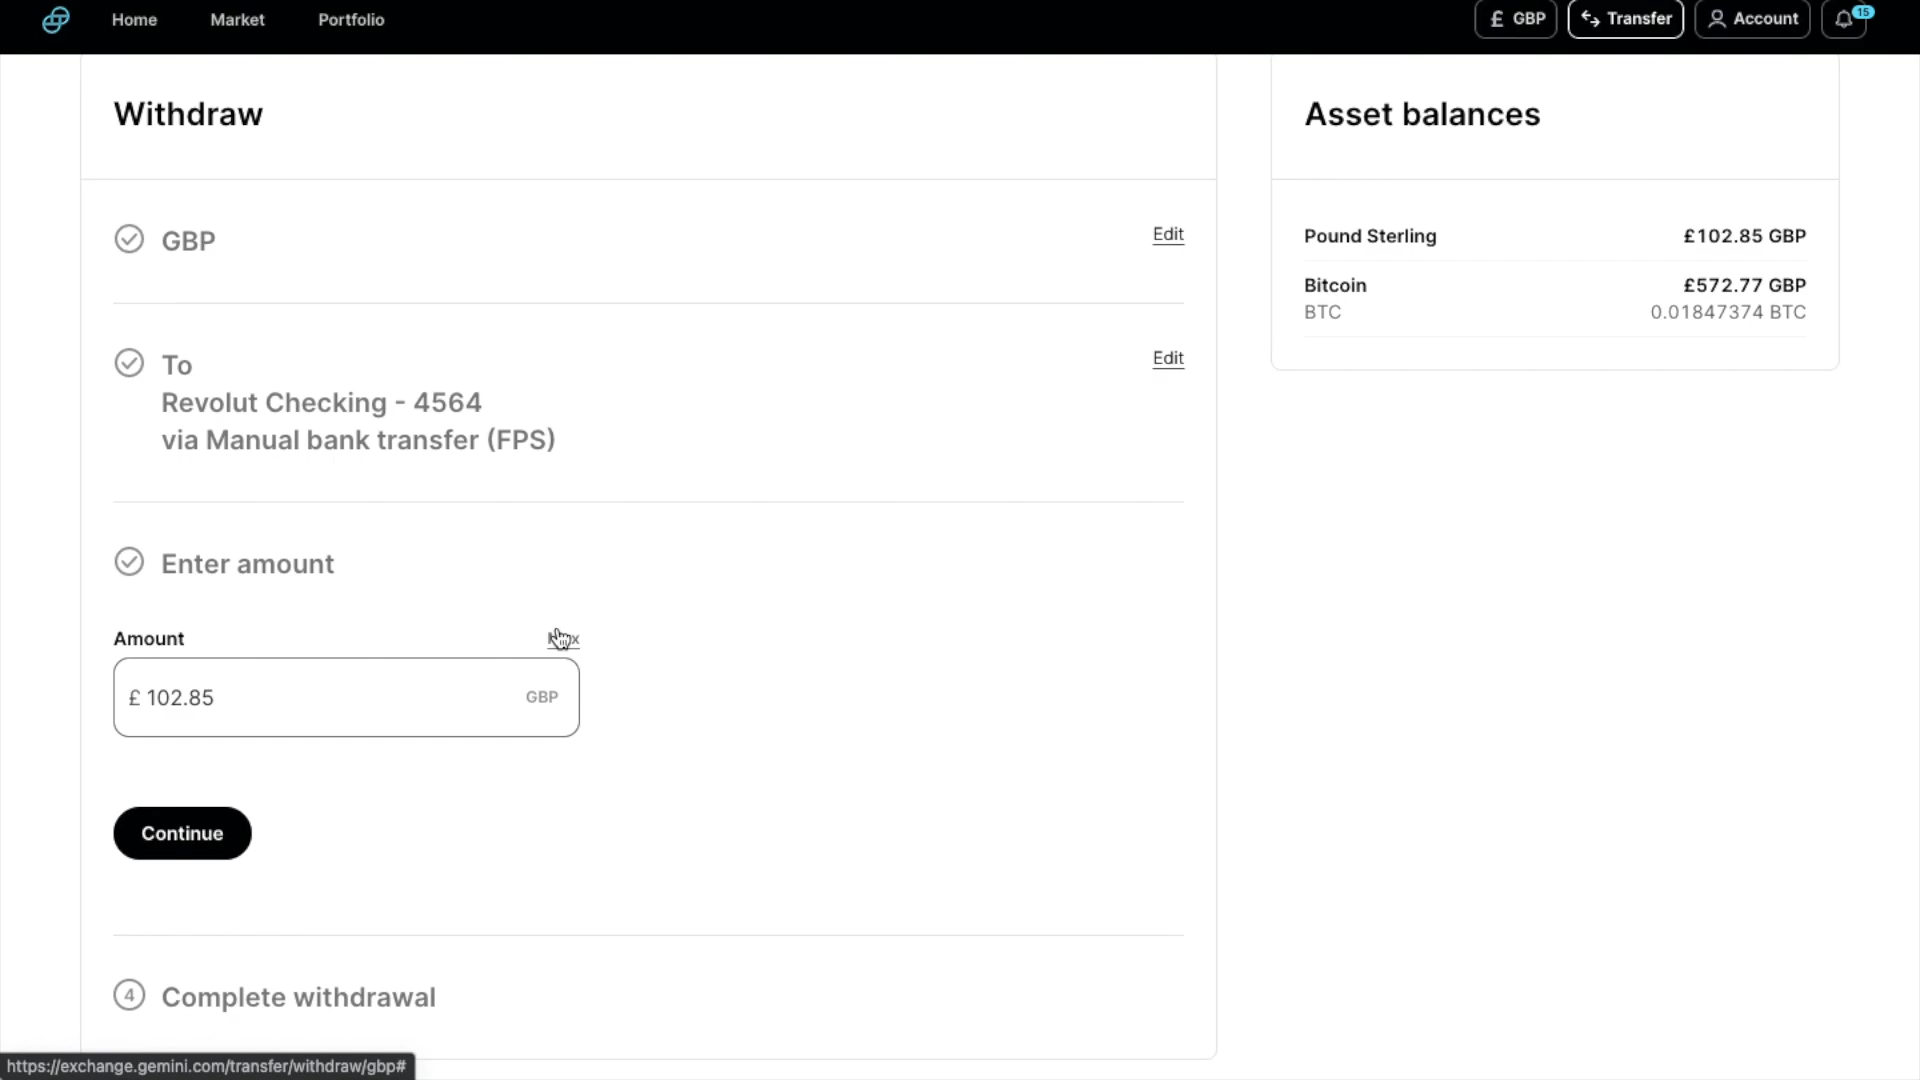 Home
Market
Portfolio
£ GBP
Transfer
Account
15
Withdraw
GBP
Edit
To
Revolut Checking - 4564
via Manual bank transfer (FPS)
Edit
Enter amount
Amount
£ 102.85
GBP
Continue
4
Complete withdrawal
Asset balances
Pound Sterling
£102.85 GBP
Bitcoin
£572.77 GBP
BTC
0.01847374 BTC
https://exchange.gemini.com/transfer/withdraw/gbp#